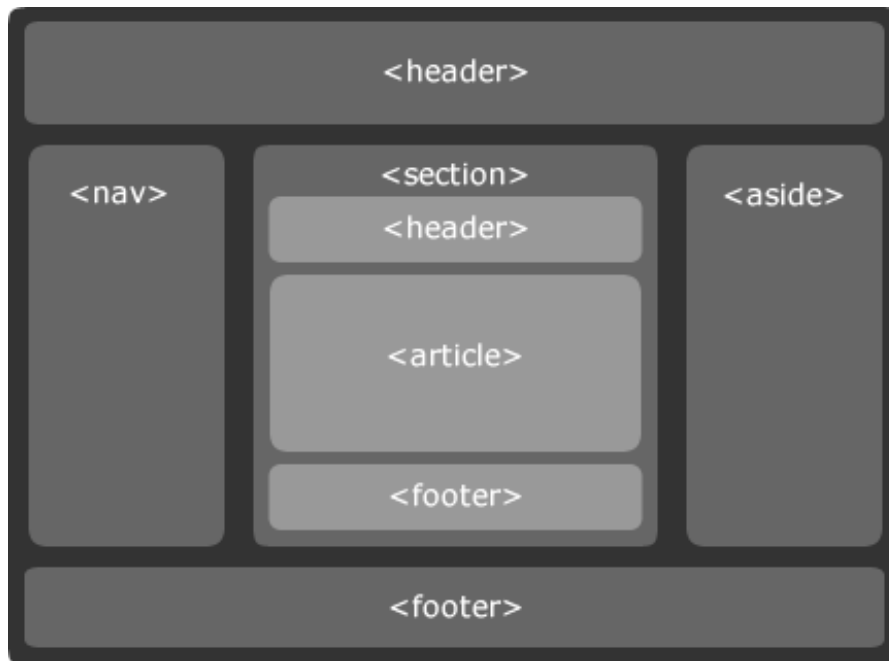 <header>
<nav>
<section>
<header>
<article>
<footer>
<aside>
<footer>